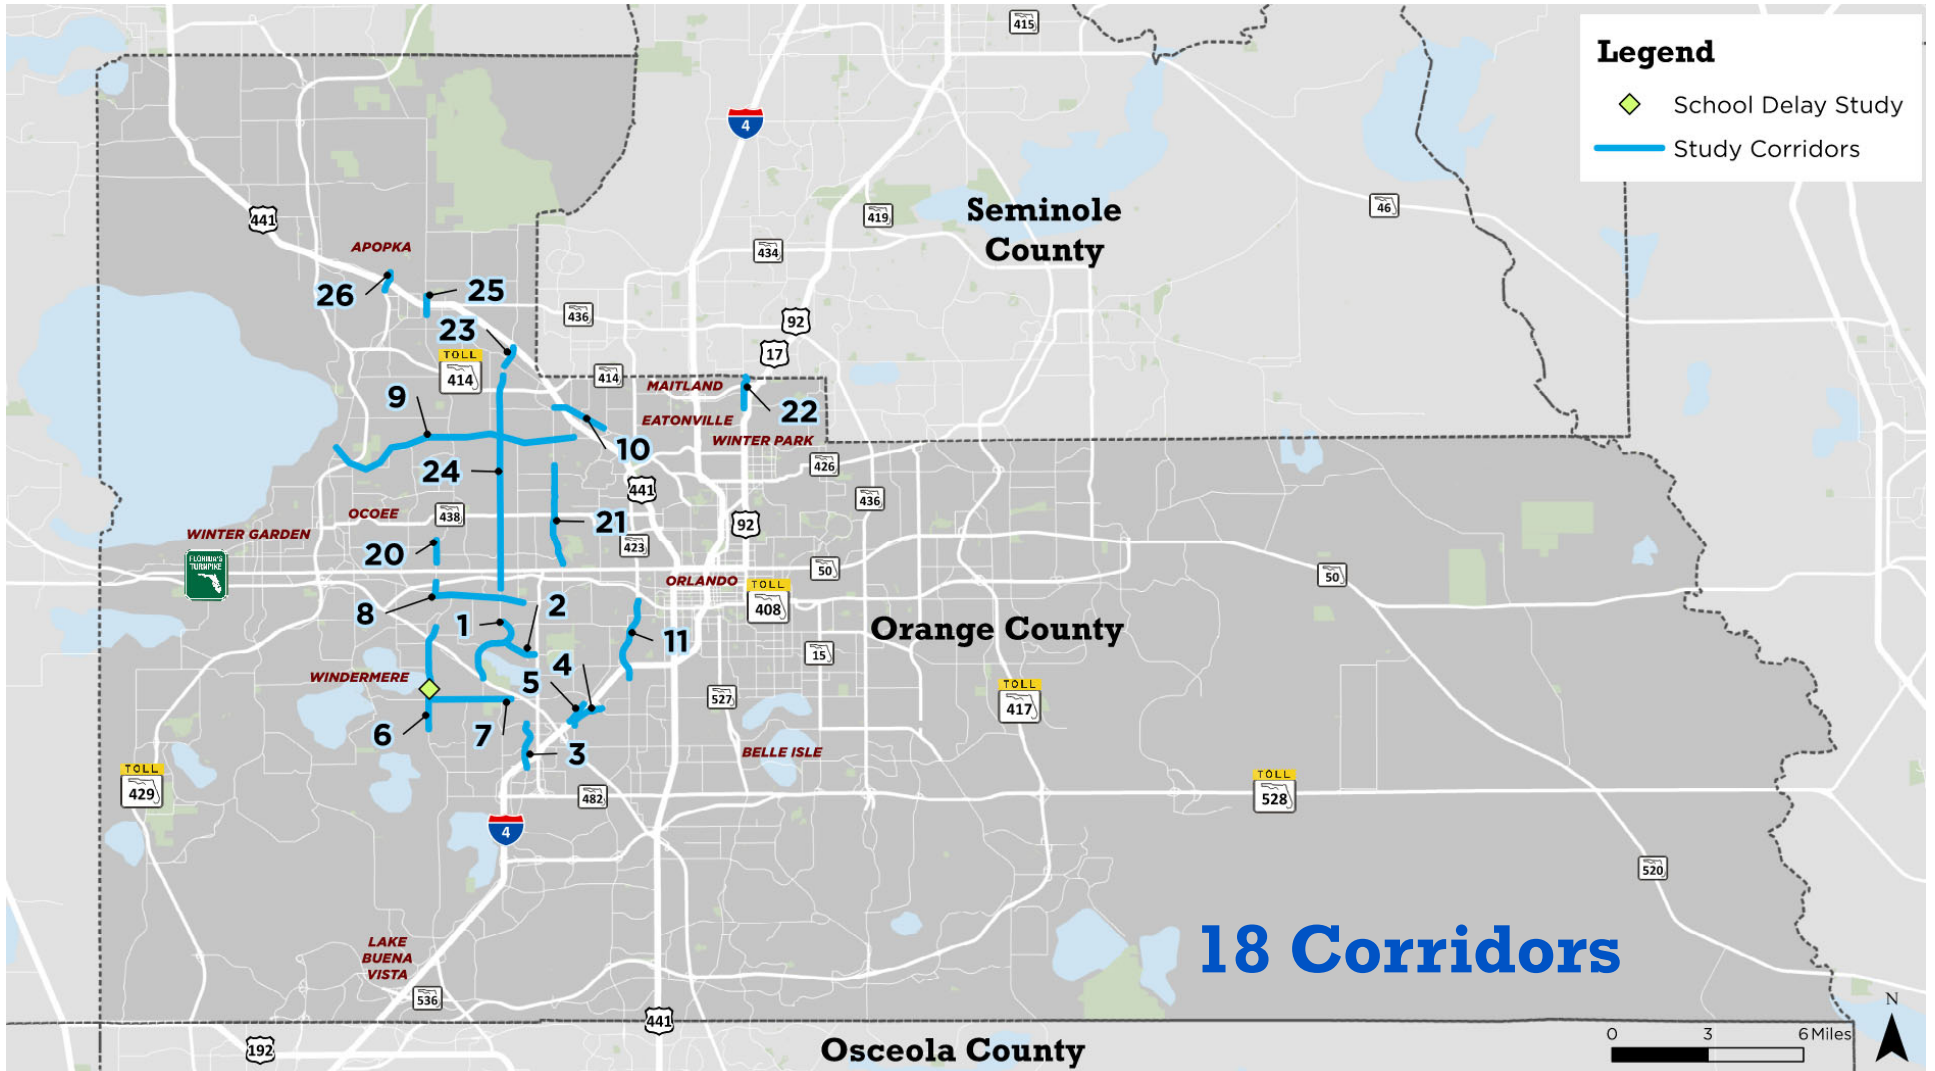 415
Legend
School Delay Study
Study Corridors
4
441
419
46
Seminole
County
434
APOPKA
26
25
436
92
23
17
TOLL
414
414
MAITLAND
9
22
EATONVILLE
WINTER PARK
10
426
24
441
436
OCOEE
438
21
92
WINTER GARDEN
423
20
FLORIDA'S
TURNPIKE
50
50
ORLANDO
TOLL
408
8
2
1
Orange County
11
15
4
WINDERMERE
5
527
TOLL
417
6
7
3
BELLE ISLE
TOLL
429
482
TOLL
528
4
520
18 Corridors
LAKE
BUENA
VISTA
536
N
441
0 3 6 Miles
192
Osceola County